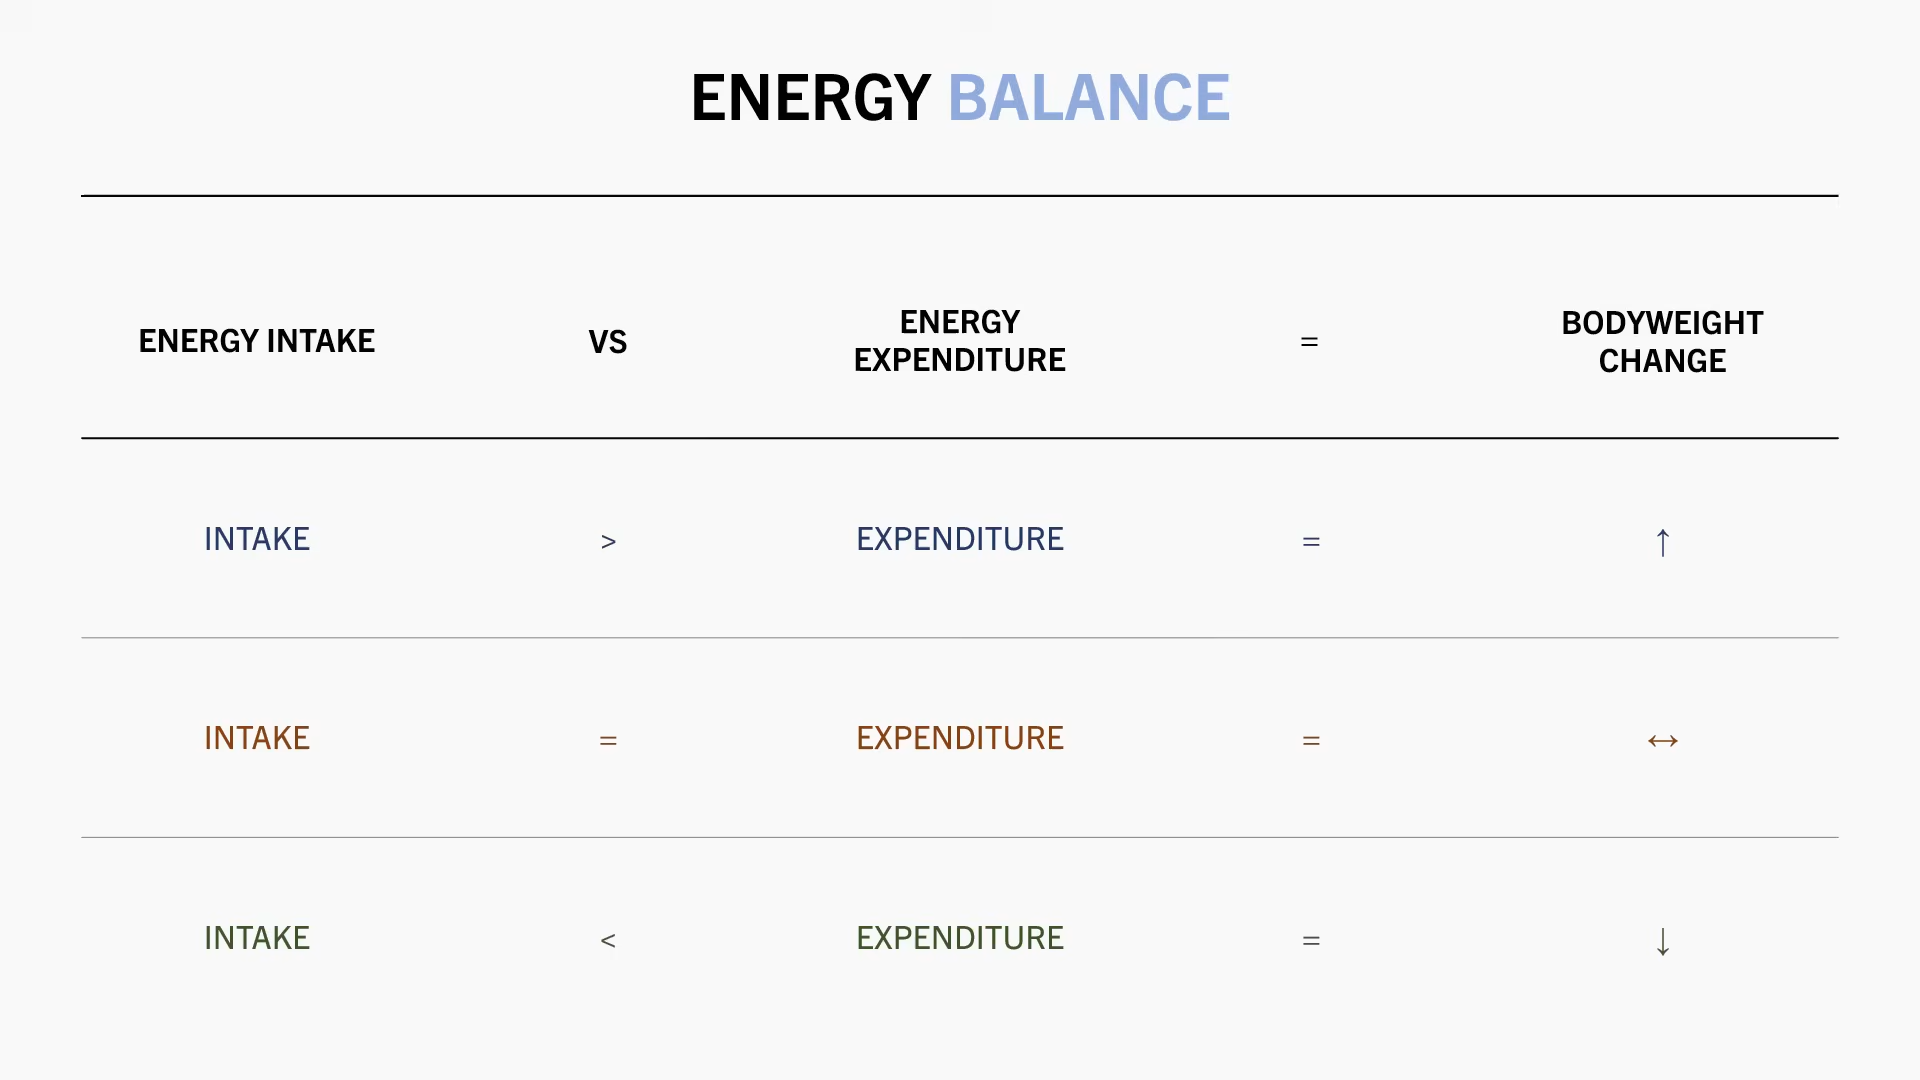 ENERGY BALANCE
ENERGY INTAKE VS ENERGY EXPENDITURE = BODYWEIGHT CHANGE
INTAKE > EXPENDITURE = ↑
INTAKE = EXPENDITURE = ↔
INTAKE < EXPENDITURE = ↓